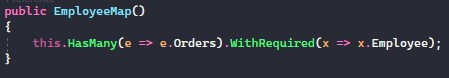 public EmployeeMap()
{
this.HasMany(e => e.Orders).WithRequired(x => x.Employee);
}